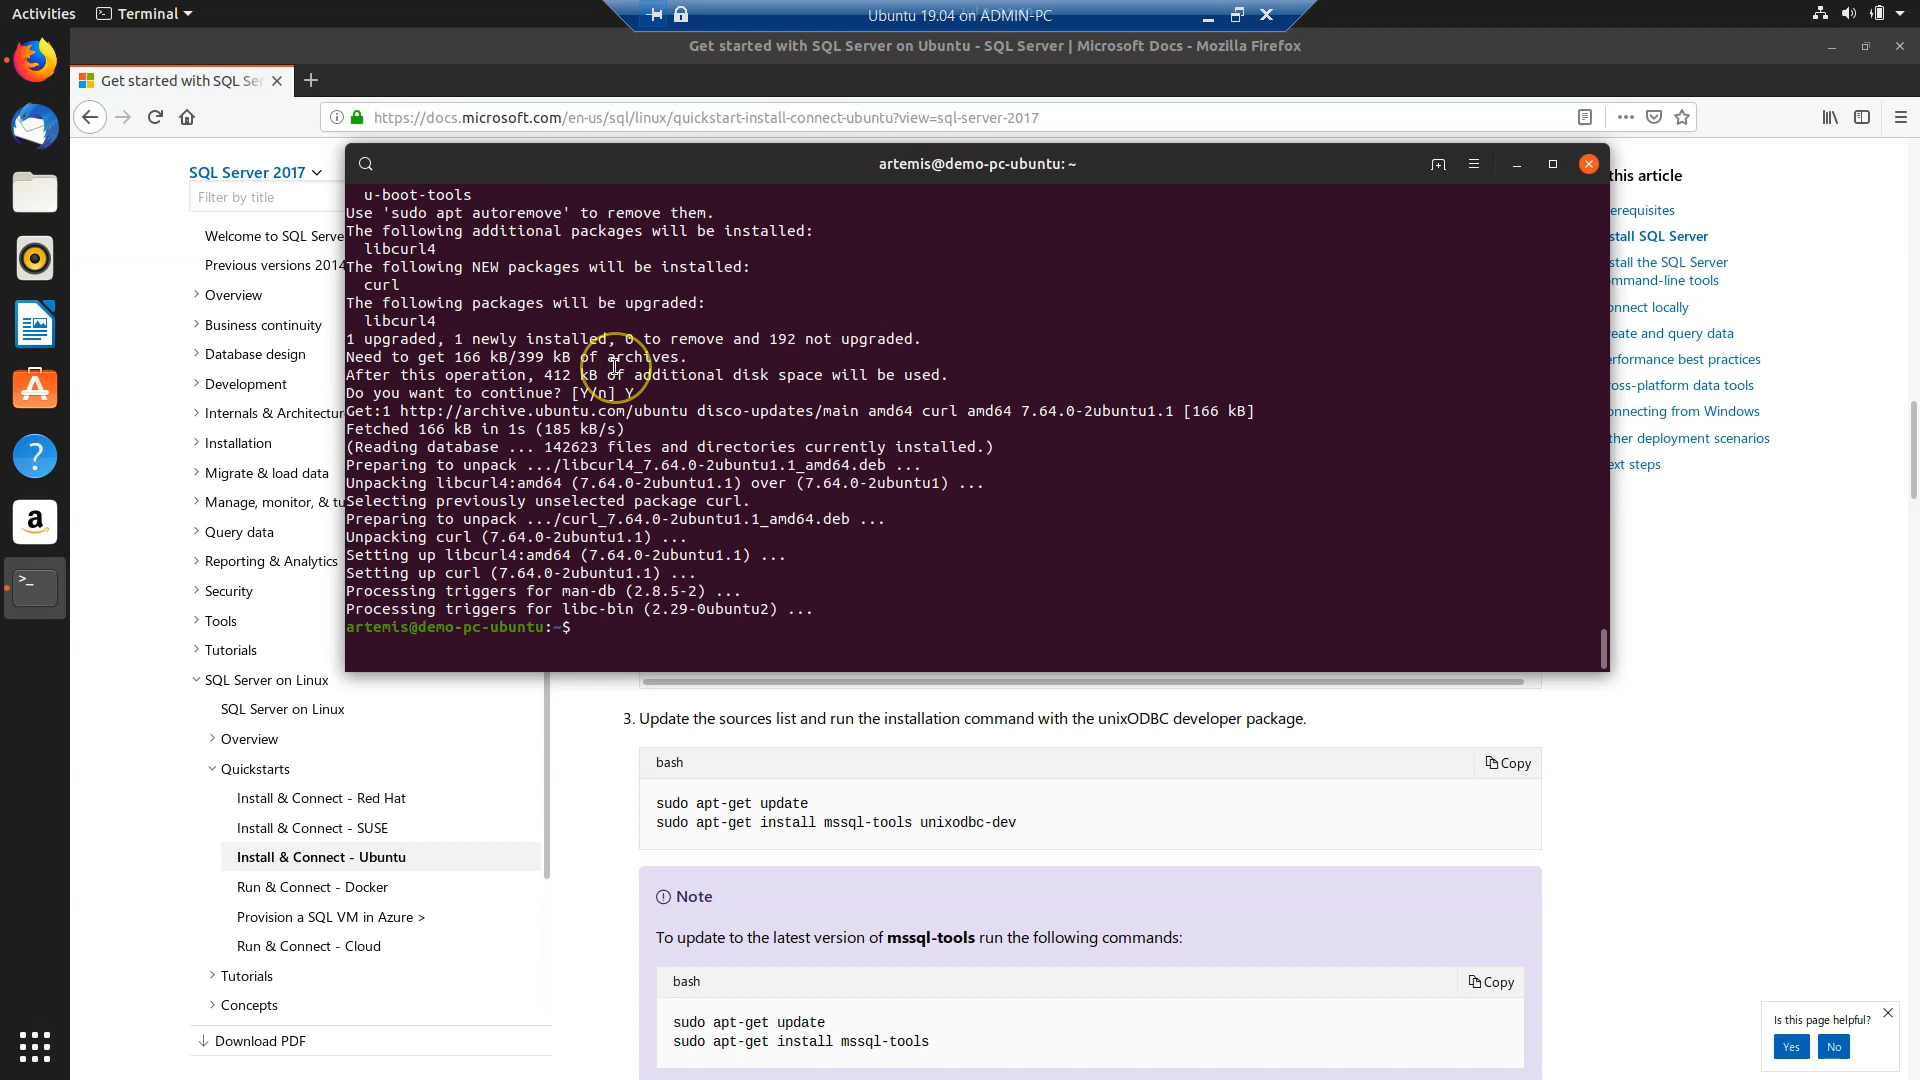 Activities
Terminal
Ubuntu 19.04 on ADMIN-PC
Get started with SQL Server on Ubuntu - SQL Server | Microsoft Docs - Mozilla Firefox
Get started with SQL Ser
https://docs.microsoft.com/en-us/sql/linux/quickstart-install-connect-ubuntu?view=sql-server-2017
SQL Server 2017
Filter by title
Welcome to SQL Serve
Previous versions 2014
Overview
Business continuity
Database design
Development
Internals & Architectur
Installation
Migrate & load data
Manage, monitor, & tu
Query data
Reporting & Analytics
Security
Tools
Tutorials
SQL Server on Linux
SQL Server on Linux
Overview
Quickstarts
Install & Connect - Red Hat
Install & Connect - SUSE
Install & Connect - Ubuntu
Run & Connect - Docker
Provision a SQL VM in Azure >
Run & Connect - Cloud
Tutorials
Concepts
Download PDF
artemis@demo-pc-ubuntu: ~
u-boot-tools
Use 'sudo apt autoremove' to remove them.
The following additional packages will be installed:
libcurl4
The following NEW packages will be installed:
curl
The following packages will be upgraded:
libcurl4
1 upgraded, 1 newly installed, 0 to remove and 192 not upgraded.
Need to get 166 kB/399 kB of archives.
After this operation, 412 kB of additional disk space will be used.
Do you want to continue? [Y/n] Y
Get:1 http://archive.ubuntu.com/ubuntu disco-updates/main amd64 curl amd64 7.64.0-2ubuntu1.1 [166 kB]
Fetched 166 kB in 1s (185 kB/s)
(Reading database ... 142623 files and directories currently installed.)
Preparing to unpack .../libcurl4_7.64.0-2ubuntu1.1_amd64.deb ...
Unpacking libcurl4:amd64 (7.64.0-2ubuntu1.1) over (7.64.0-2ubuntu1) ...
Selecting previously unselected package curl.
Preparing to unpack .../curl_7.64.0-2ubuntu1.1_amd64.deb ...
Unpacking curl (7.64.0-2ubuntu1.1) ...
Setting up libcurl4:amd64 (7.64.0-2ubuntu1.1) ...
Setting up curl (7.64.0-2ubuntu1.1) ...
Processing triggers for man-db (2.8.5-2) ...
Processing triggers for libc-bin (2.29-0ubuntu2) ...
artemis@demo-pc-ubuntu:~$
3. Update the sources list and run the installation command with the unixODBC developer package.
bash
Copy
sudo apt-get update
sudo apt-get install mssql-tools unixodbc-dev
Note
To update to the latest version of mssql-tools run the following commands:
bash
Copy
sudo apt-get update
sudo apt-get install mssql-tools
this article
erequisites
stall SQL Server
stall the SQL Server
mmand-line tools
nnect locally
reate and query data
erformance best practices
ross-platform data tools
onnecting from Windows
ther deployment scenarios
ext steps
Is this page helpful?
Yes
No